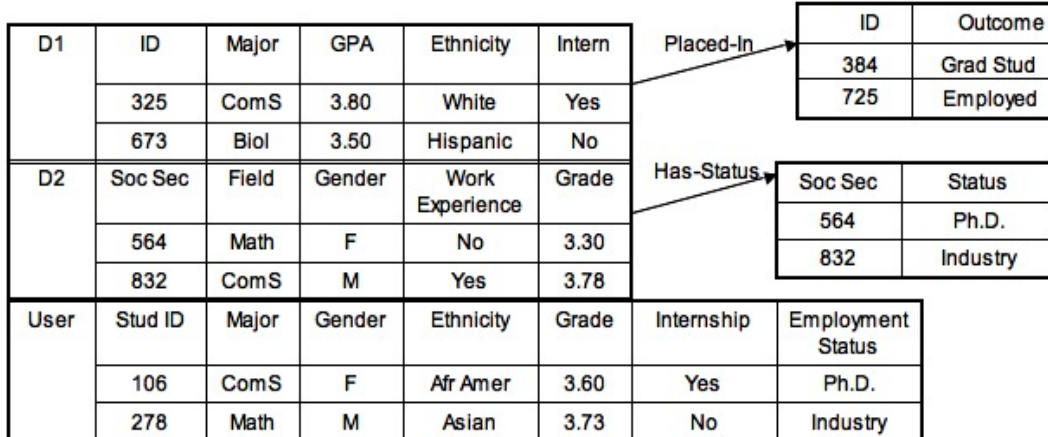 D1 ID Major GPA Ethnicity Intern
325 ComS 3.80 White Yes
673 Biol 3.50 Hispanic No
Placed-In
ID Outcome
384 Grad Stud
725 Employed
D2 Soc Sec Field Gender Work Experience Grade
564 Math F No 3.30
832 ComS M Yes 3.78
Has-Status
Soc Sec Status
564 Ph.D.
832 Industry
User Stud ID Major Gender Ethnicity Grade Internship Employment Status
106 ComS F Afr Amer 3.60 Yes Ph.D.
278 Math M Asian 3.73 No Industry